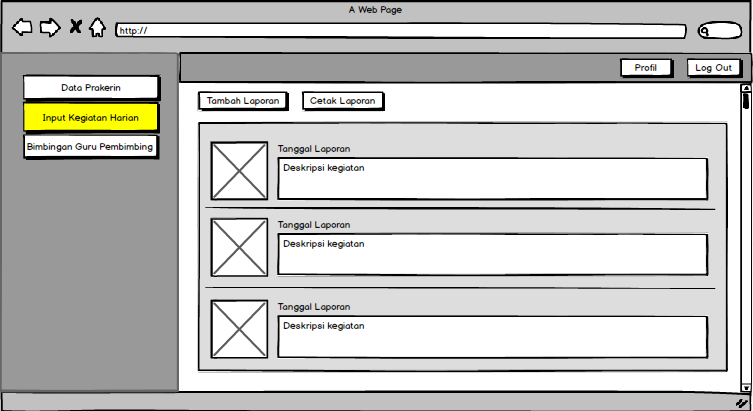 A Web Page
http://
Profil
Log Out
Data Prakerin
Input Kegiatan Harian
Bimbingan Guru Pembimbing
Tambah Laporan
Cetak Laporan
Tanggal Laporan
Deskripsi kegiatan
Tanggal Laporan
Deskripsi kegiatan
Tanggal Laporan
Deskripsi kegiatan